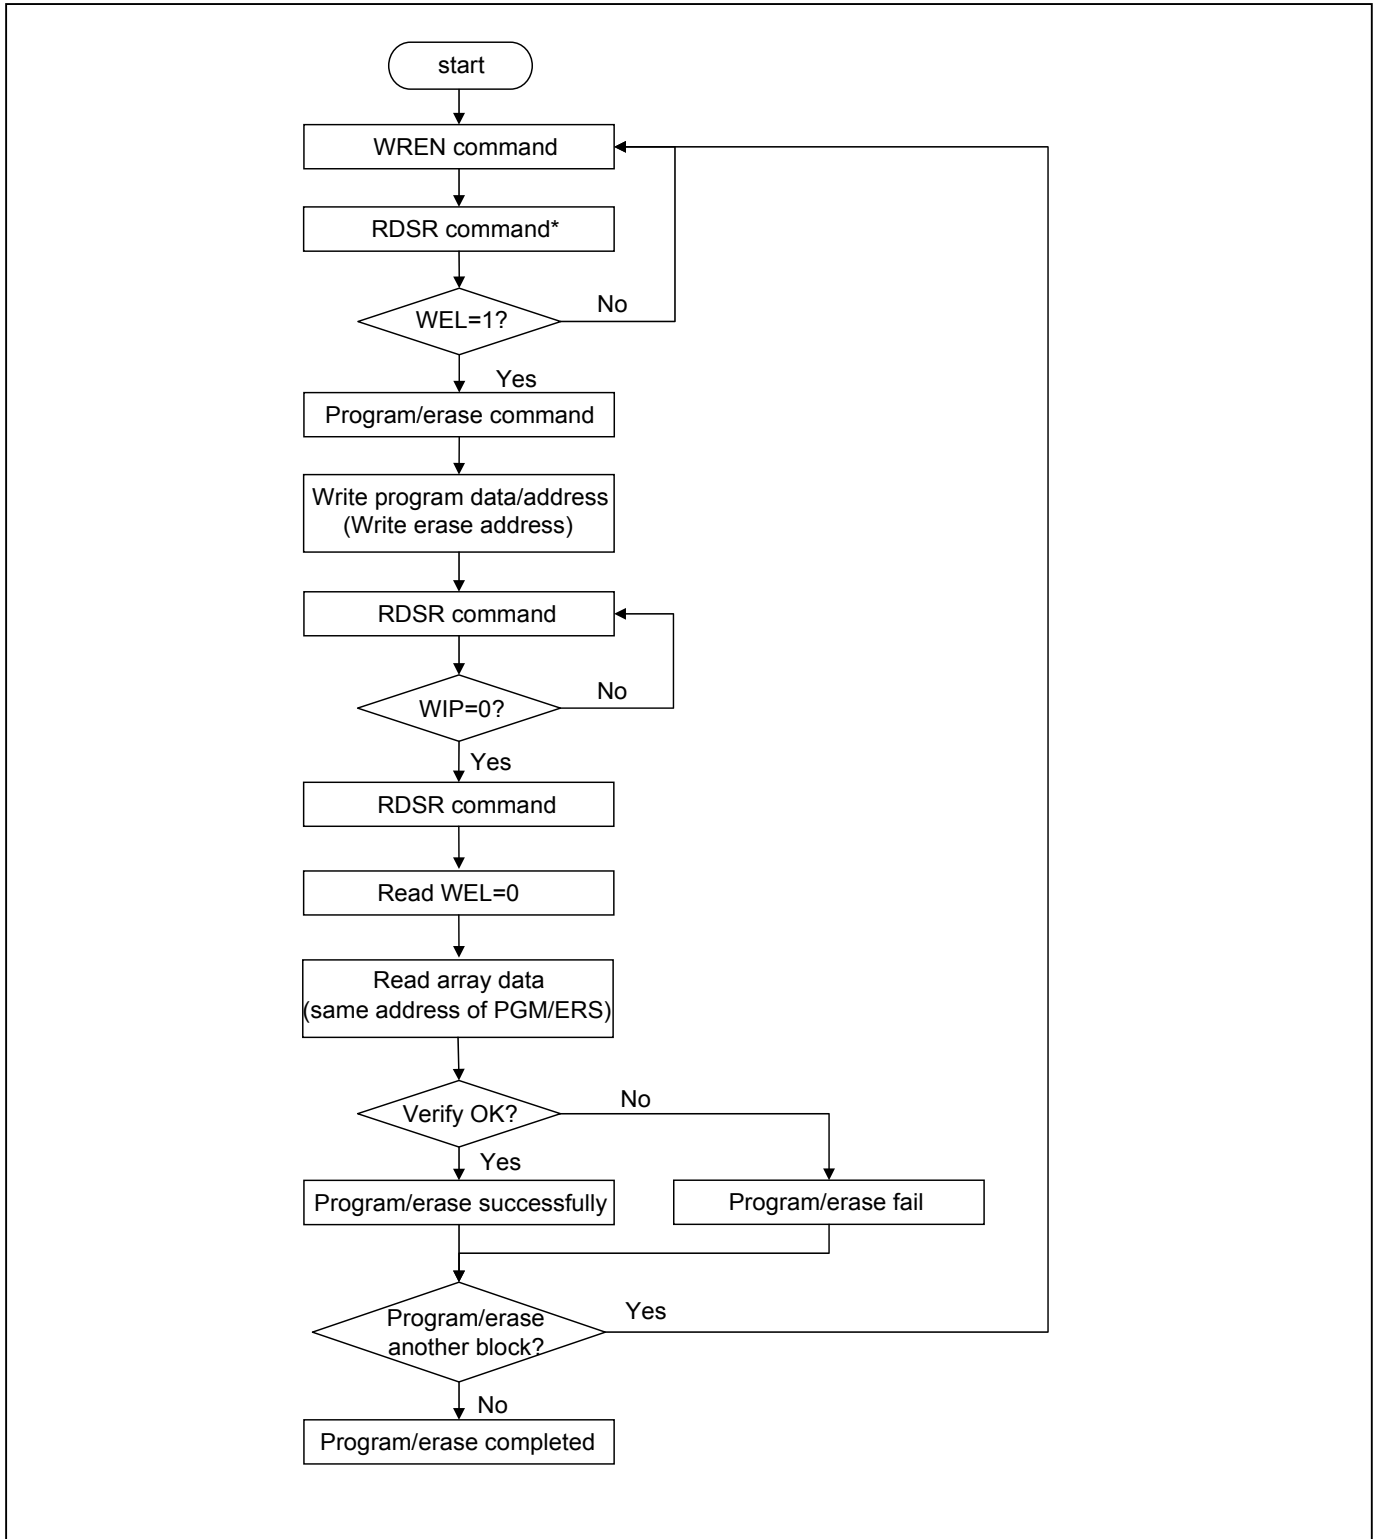 start
WREN command
RDSR command*
WEL=1?
No
Yes
Program/erase command
Write program data/address
(Write erase address)
RDSR command
WIP=0?
No
Yes
RDSR command
Read WEL=0
Read array data
(same address of PGM/ERS)
Verify OK?
No
Yes
Program/erase successfully
Program/erase fail
Program/erase
another block?
Yes
No
Program/erase completed